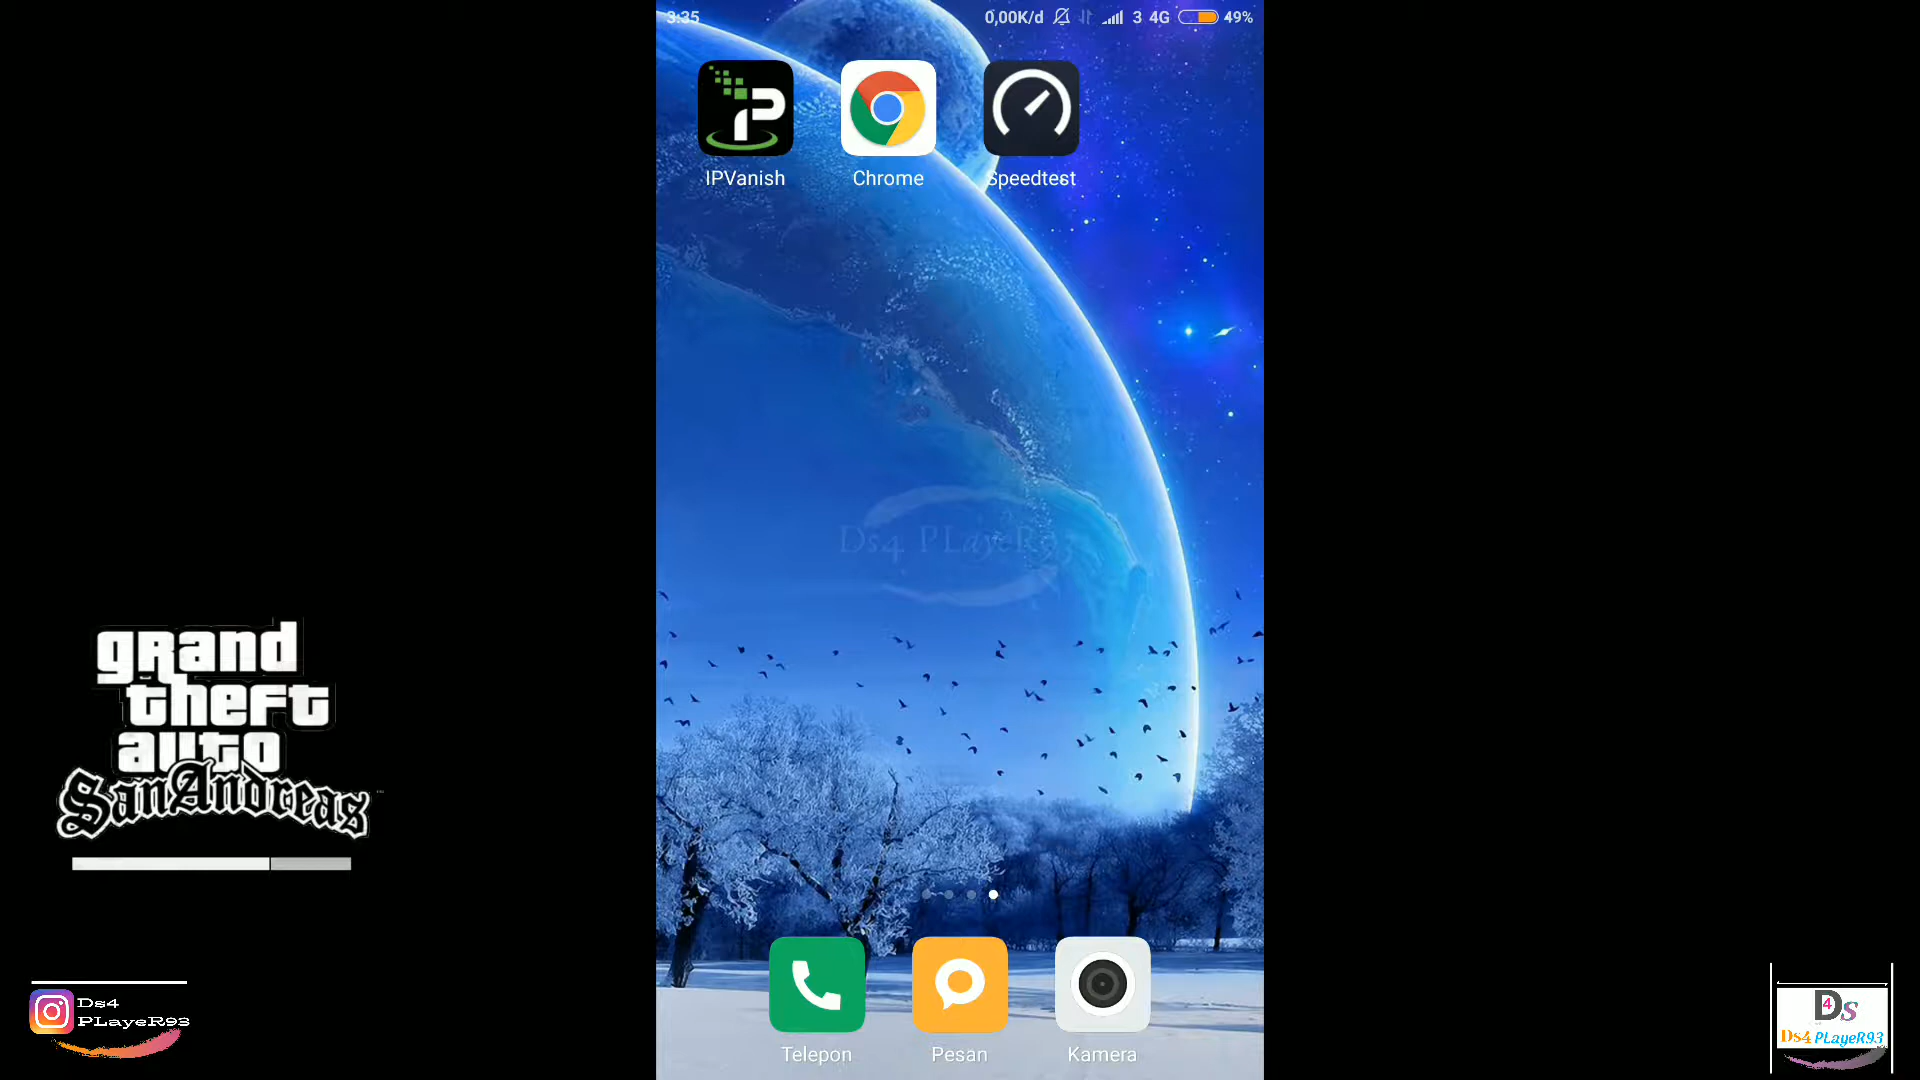 3:35
0,00K/d 3 4G 49%
IPVanish
Chrome
Speedtest
Ds4 PLayeR93
grand
theft
auto
San Andreas
Telepon
Pesan
Kamera
Ds4
PLayeR93
Ds
4
Ds4 PLayeR93